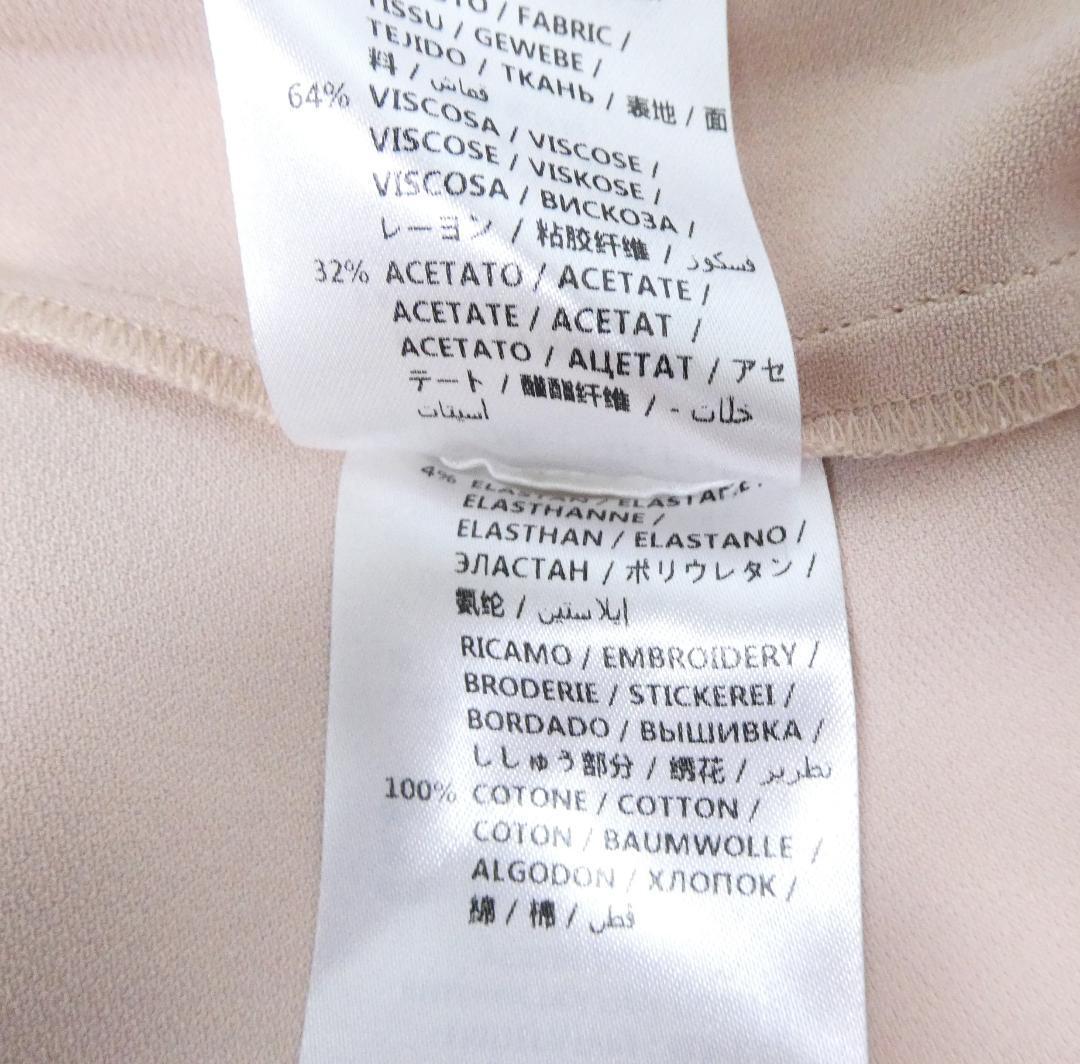 / FABRIC /
TISSU / GEWEBE /
TEJIDO / ТКАНЬ / 表地 / 面
料 / قماش
64% VISCOSA / VISCOSE /
VISCOSE / VISKOSE /
VISCOSA / ВИСКОЗА /
レーヨン / 粘胶纤维 / فسكوز
32% ACETATO / ACETATE /
ACETATE / ACETAT /
ACETATO / АЦЕТАТ / アセ
テート / 醋酯纤维 / - خلات
اسيتات
4% ELASTAN /
ELASTHANNE /
ELASTHAN / ELASTANO /
ЭЛАСТАН / ポリウレタン /
氨纶 / إيلاستين
RICAMO / EMBROIDERY /
BRODERIE / STICKEREI /
BORDADO / ВЫШИВКА /
ししゅう部分 / 绣花 / تطريز
100% COTONE / COTTON /
COTON / BAUMWOLLE /
ALGODON / ХЛОПОК /
綿 / 棉 / قطن